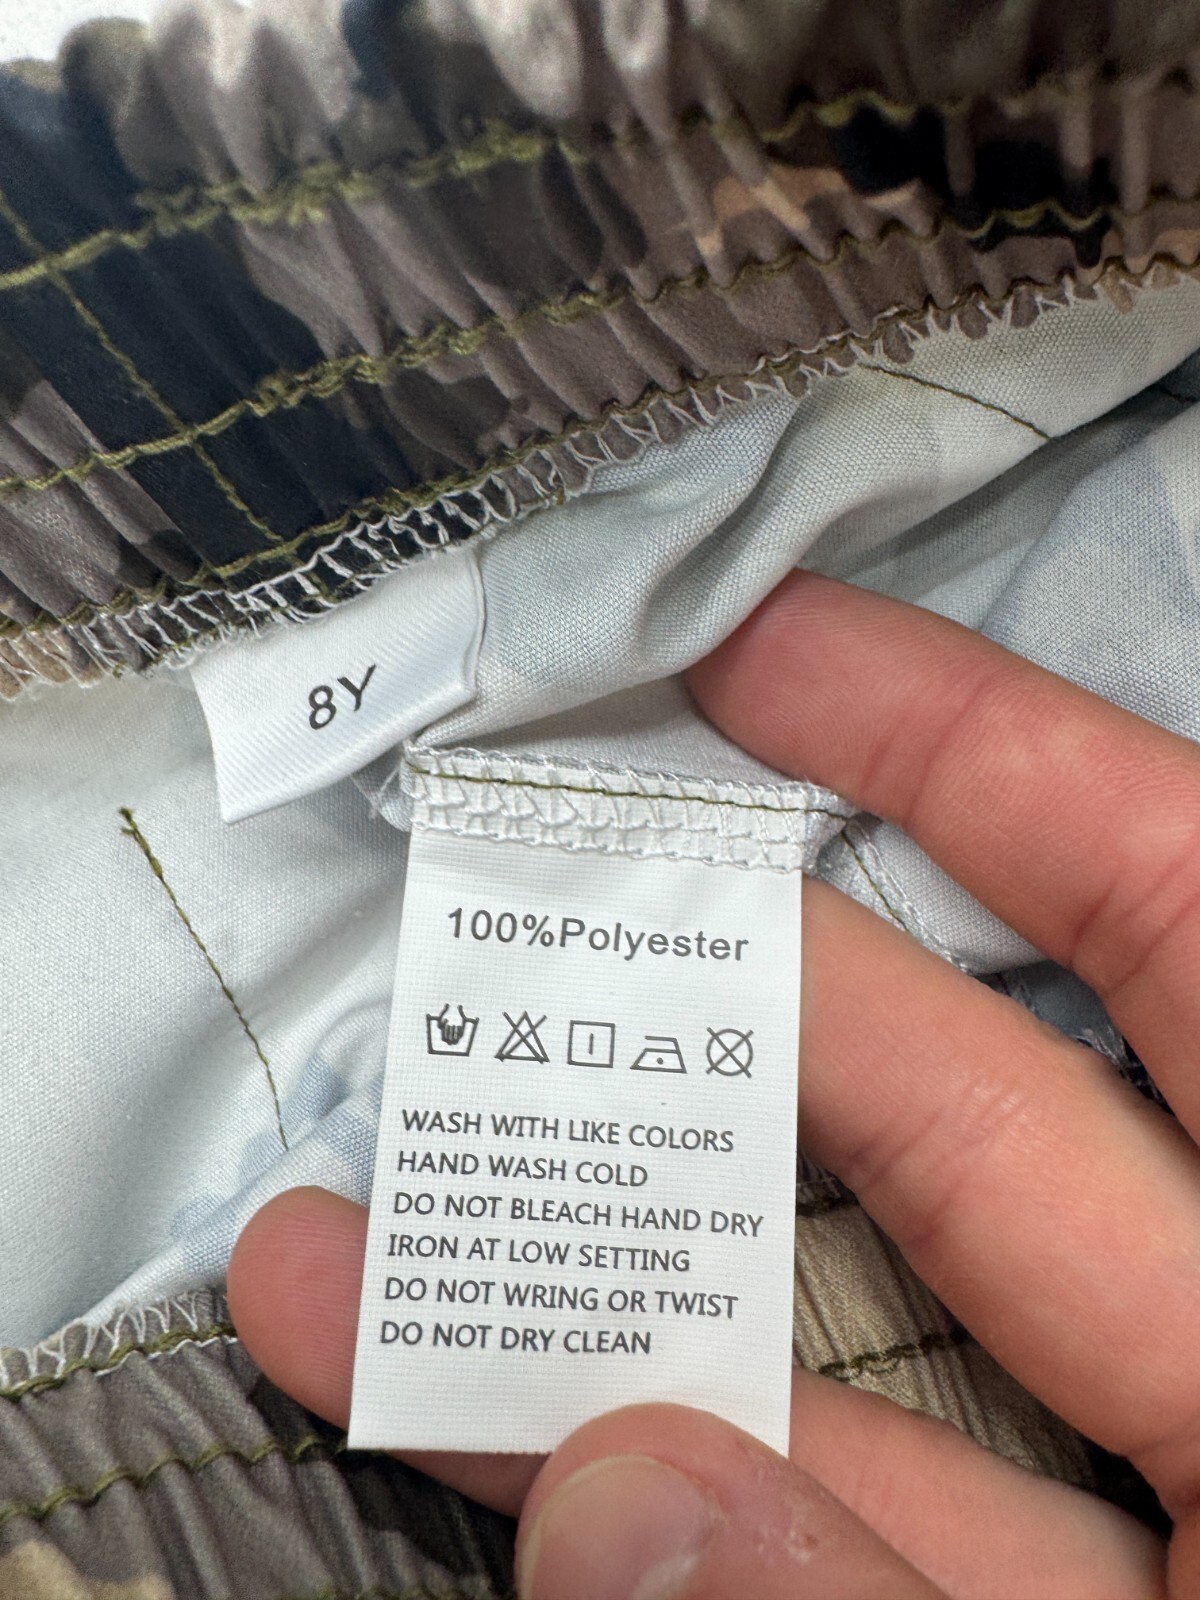 8Y
100%Polyester
WASH WITH LIKE COLORS
HAND WASH COLD
DO NOT BLEACH HAND DRY
IRON AT LOW SETTING
DO NOT WRING OR TWIST
DO NOT DRY CLEAN